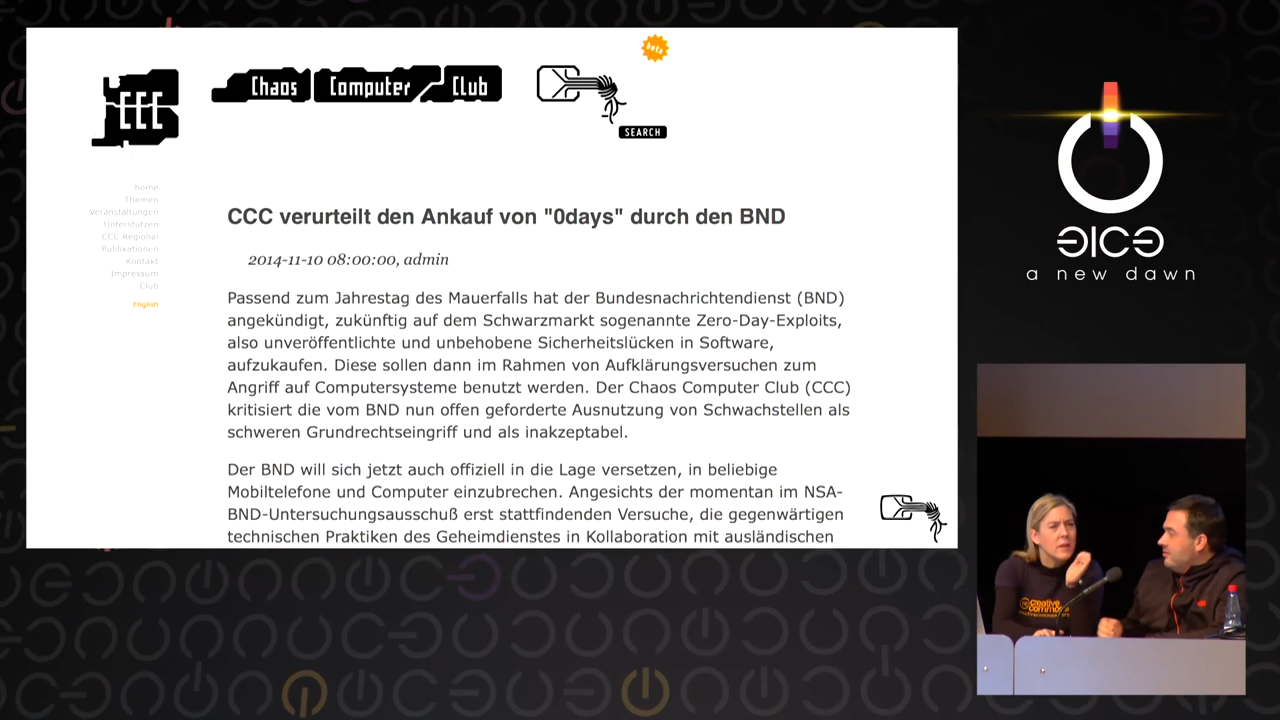 beta
CCC
Chaos Computer Club
SEARCH
home
Themen
Veranstaltungen
Unterstützen
CCC Regional
Publikationen
Kontakt
Impressum
Club
English
CCC verurteilt den Ankauf von "0days" durch den BND
2014-11-10 08:00:00, admin
Passend zum Jahrestag des Mauerfalls hat der Bundesnachrichtendienst (BND)
angekündigt, zukünftig auf dem Schwarzmarkt sogenannte Zero-Day-Exploits,
also unveröffentlichte und unbehobene Sicherheitslücken in Software,
aufzukaufen. Diese sollen dann im Rahmen von Aufklärungsversuchen zum
Angriff auf Computersysteme benutzt werden. Der Chaos Computer Club (CCC)
kritisiert die vom BND nun offen geforderte Ausnutzung von Schwachstellen als
schweren Grundrechtseingriff und als inakzeptabel.
Der BND will sich jetzt auch offiziell in die Lage versetzen, in beliebige
Mobiltelefone und Computer einzubrechen. Angesichts der momentan im NSA-
BND-Untersuchungsausschuß erst stattfindenden Versuche, die gegenwärtigen
technischen Praktiken des Geheimdienstes in Kollaboration mit ausländischen
a new dawn
creative
commons